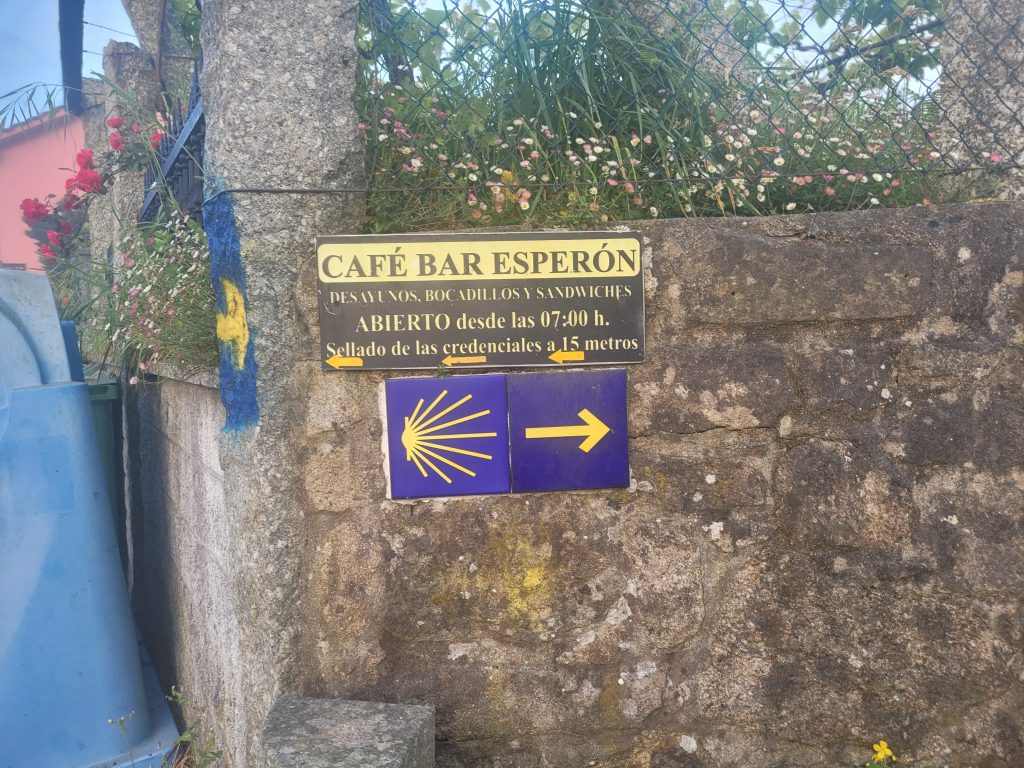 CAFÉ BAR ESPERÓN
DESAYUNOS, BOCADILLOS Y SANDWICHES
ABIERTO desde las 07:00 h.
Sellado de las credenciales a 15 metros